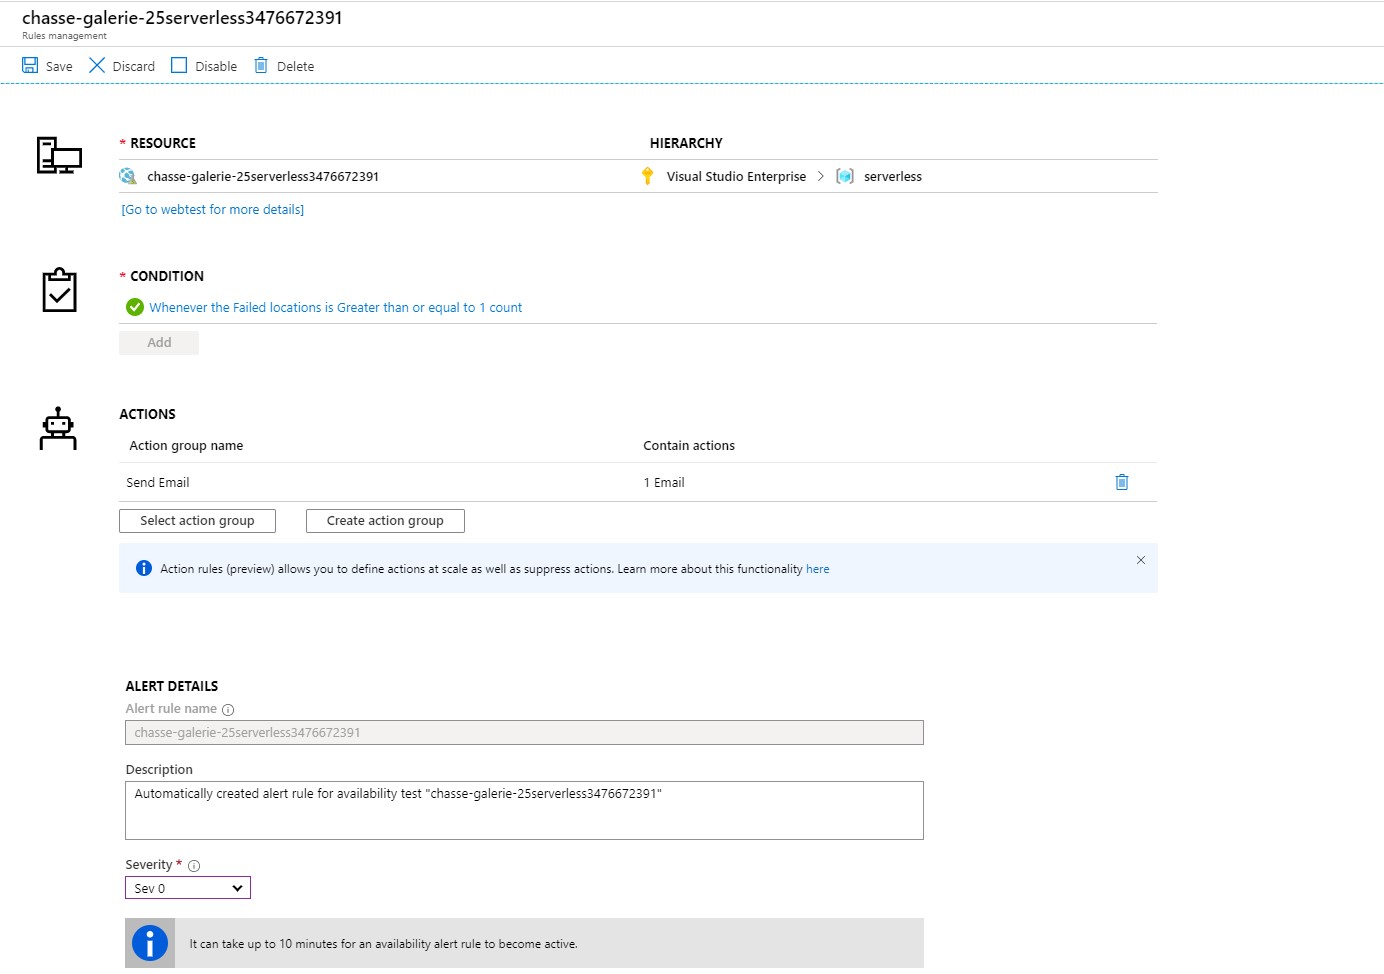 chasse-galerie-25serverless3476672391
Rules management
Save Discard Disable Delete
* RESOURCE HIERARCHY
chasse-galerie-25serverless3476672391 Visual Studio Enterprise > serverless
[Go to webtest for more details]
* CONDITION
Whenever the Failed locations is Greater than or equal to 1 count
Add
ACTIONS
Action group name Contain actions
Send Email 1 Email
Select action group Create action group
Action rules (preview) allows you to define actions at scale as well as suppress actions. Learn more about this functionality here
ALERT DETAILS
Alert rule name
chasse-galerie-25serverless3476672391
Description
Automatically created alert rule for availability test "chasse-galerie-25serverless3476672391"
Severity *
Sev 0
It can take up to 10 minutes for an availability alert rule to become active.